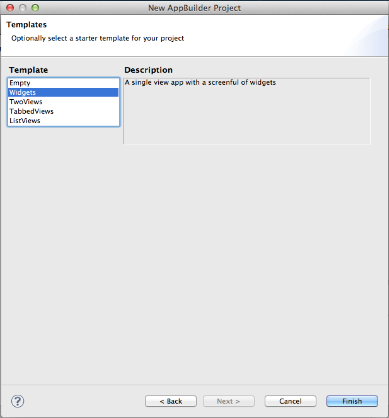 New AppBuilder Project
Templates
Optionally select a starter template for your project
Template
Description
Empty
Widgets
TwoViews
TabbedViews
ListViews
A single view app with a screenful of widgets
?
< Back
Next >
Cancel
Finish